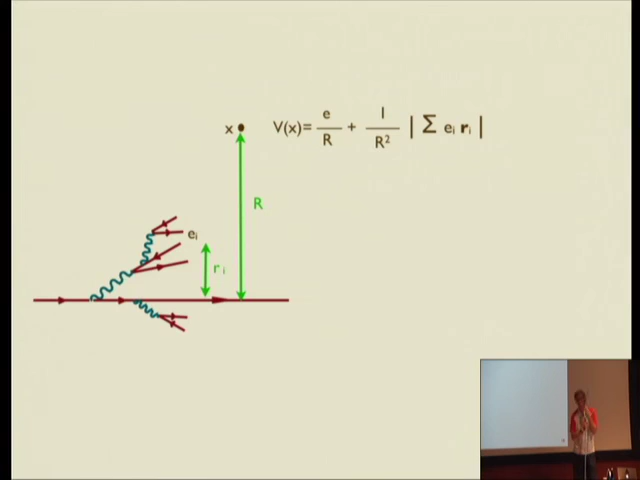 x V(x)= e/R + 1/R² | Σ eᵢ rᵢ |
R
eᵢ
rᵢ